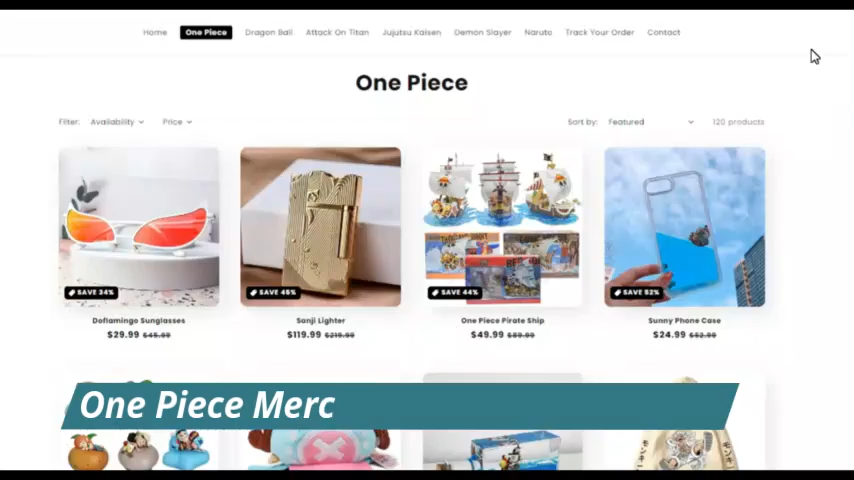 Home One Piece Dragon Ball Attack On Titan Jujutsu Kaisen Demon Slayer Naruto Track Your Order Contact
One Piece
Filter: Availability Price Sort by: Featured 120 products
SAVE 34% SAVE 45% SAVE 44% SAVE 52%
Doflamingo Sunglasses Sanji Lighter One Piece Pirate Ship Sunny Phone Case
$29.99 $45.99 $119.99 $219.99 $49.99 $89.99 $24.99 $52.99
One Piece Merc